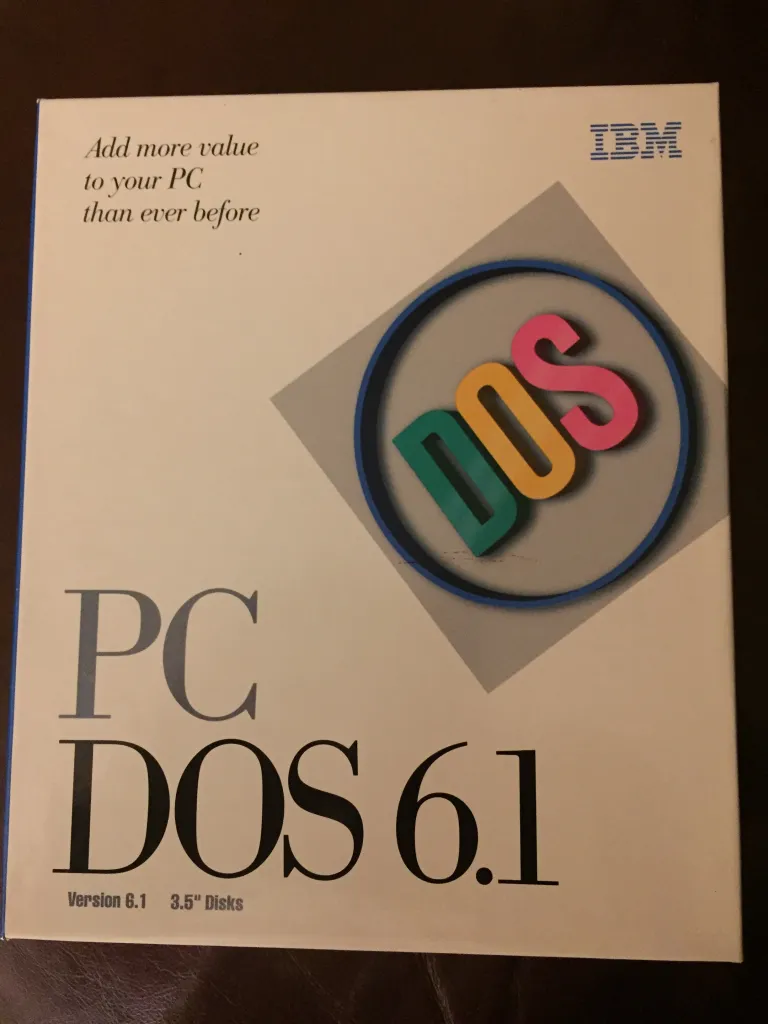 Add more value
to your PC
than ever before
IBM
DOS
PC
DOS 6.1
Version 6.1 3.5" Disks